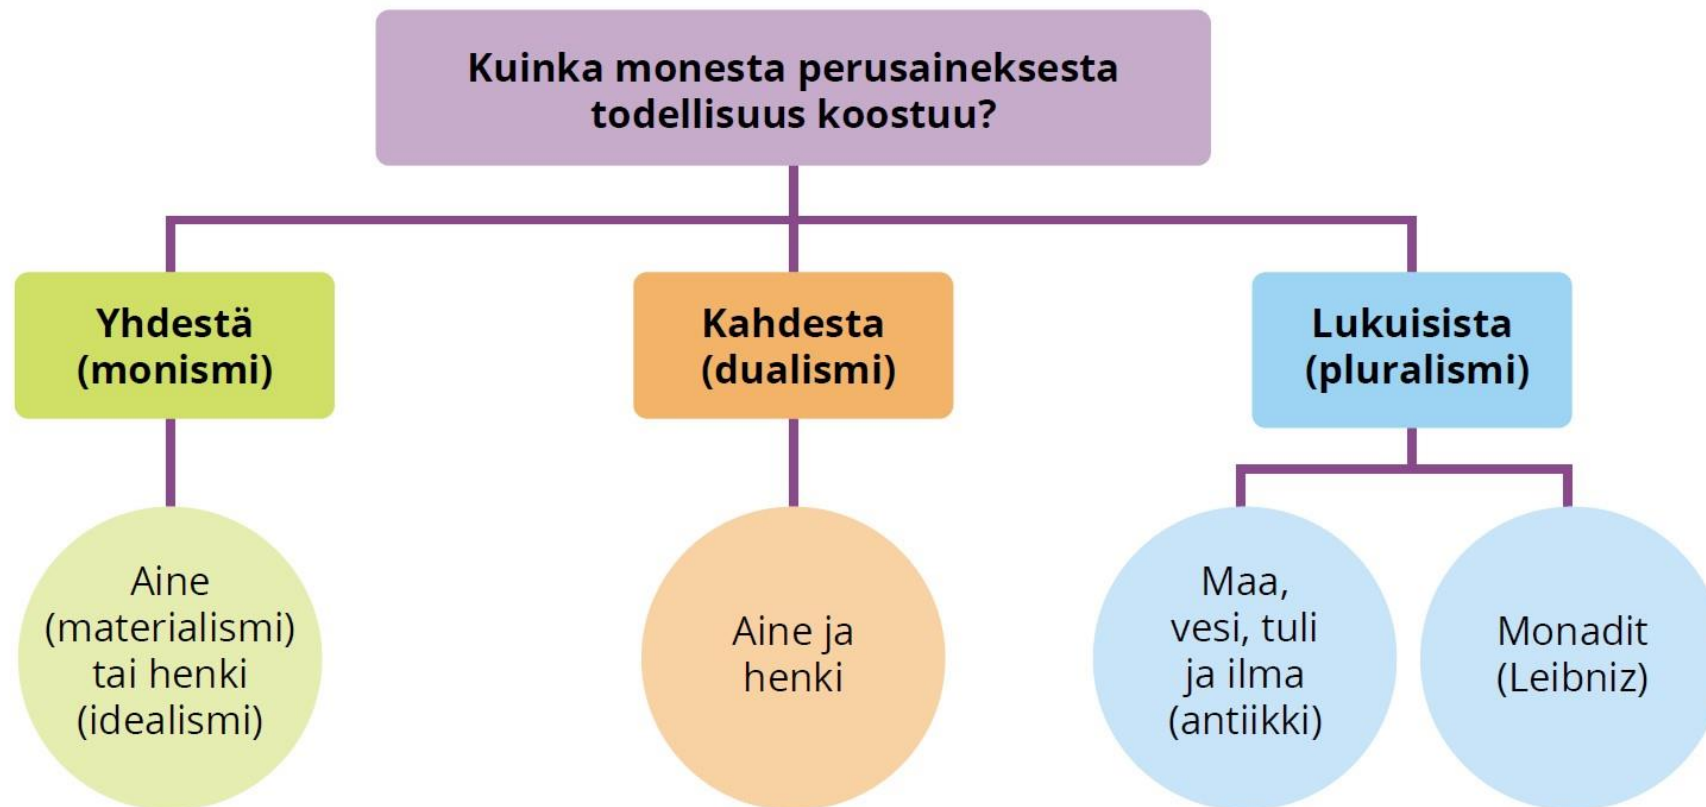 Kuinka monesta perusaineksesta
todellisuus koostuu?
Yhdestä
(monismi)
Kahdesta
(dualismi)
Lukuisista
(pluralismi)
Aine
(materialismi)
tai henki
(idealismi)
Aine ja
henki
Maa,
vesi, tuli
ja ilma
(antiikki)
Monadit
(Leibniz)